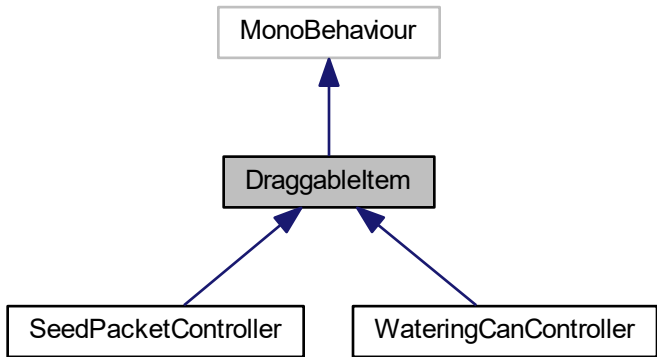 MonoBehaviour
DraggableItem
SeedPacketController
WateringCanController